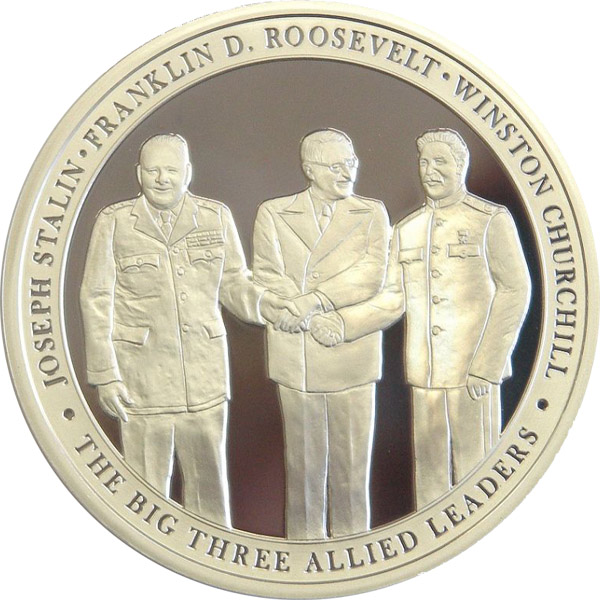 JOSEPH STALIN • FRANKLIN D. ROOSEVELT • WINSTON CHURCHILL
• THE BIG THREE ALLIED LEADERS •